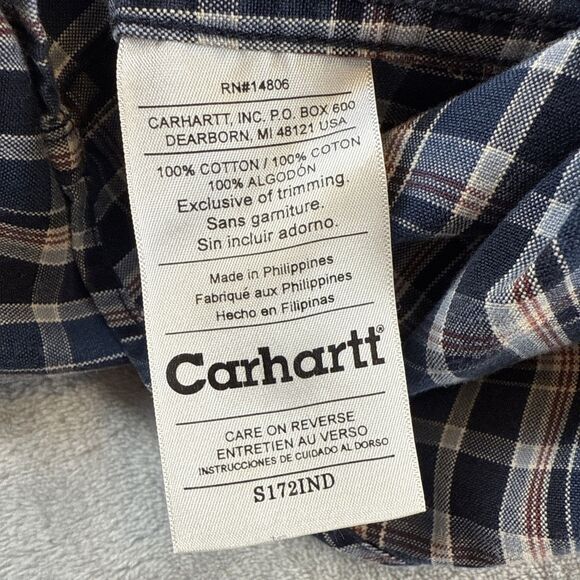 RN#14806
CARHARTT, INC. P.O. BOX 600
DEARBORN, MI 48121 USA
100% COTTON / 100% COTON
100% ALGODÓN
Exclusive of trimming.
Sans garniture.
Sin incluir adorno.
Made in Philippines
Fabriqué aux Philippines
Hecho en Filipinas
Carhartt®
CARE ON REVERSE
ENTRETIEN AU VERSO
INSTRUCCIONES DE CUIDADO AL DORSO
S172IND